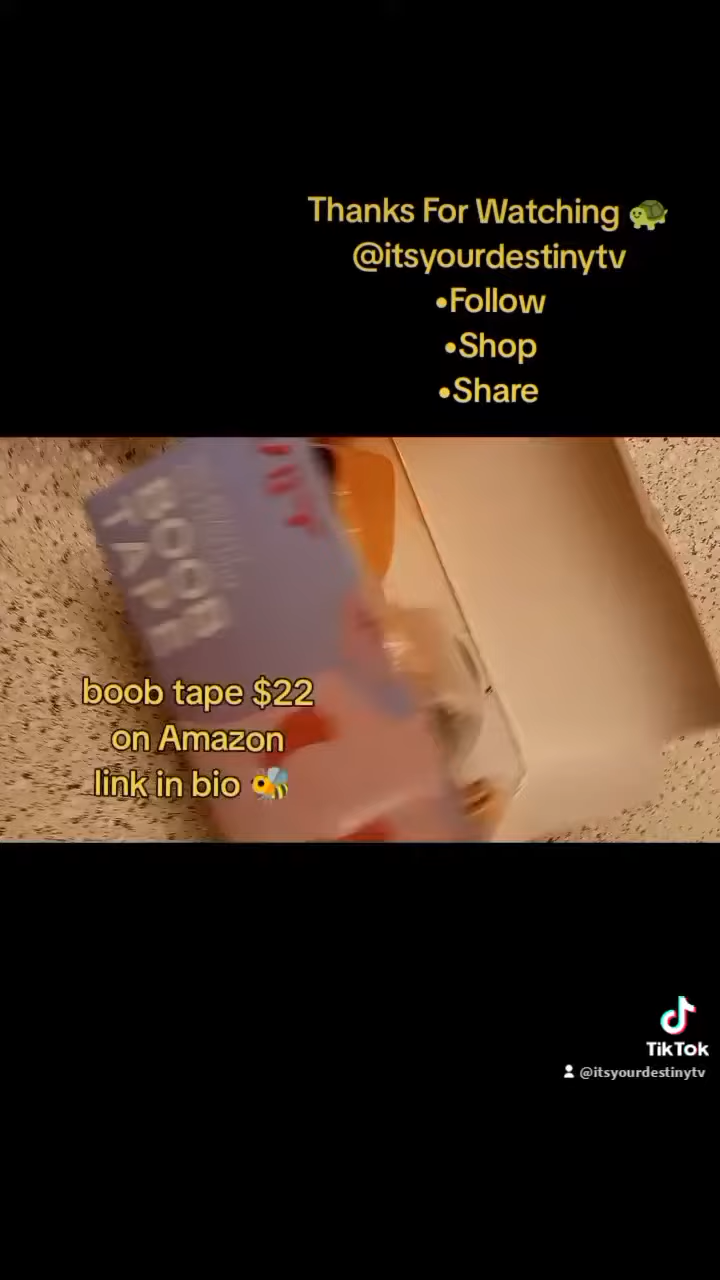 Thanks For Watching 🐢
@itsyourdestinytv
•Follow
•Shop
•Share
BOOB
TAPE
boob tape $22
on Amazon
link in bio 🐝
TikTok
@itsyourdestinytv